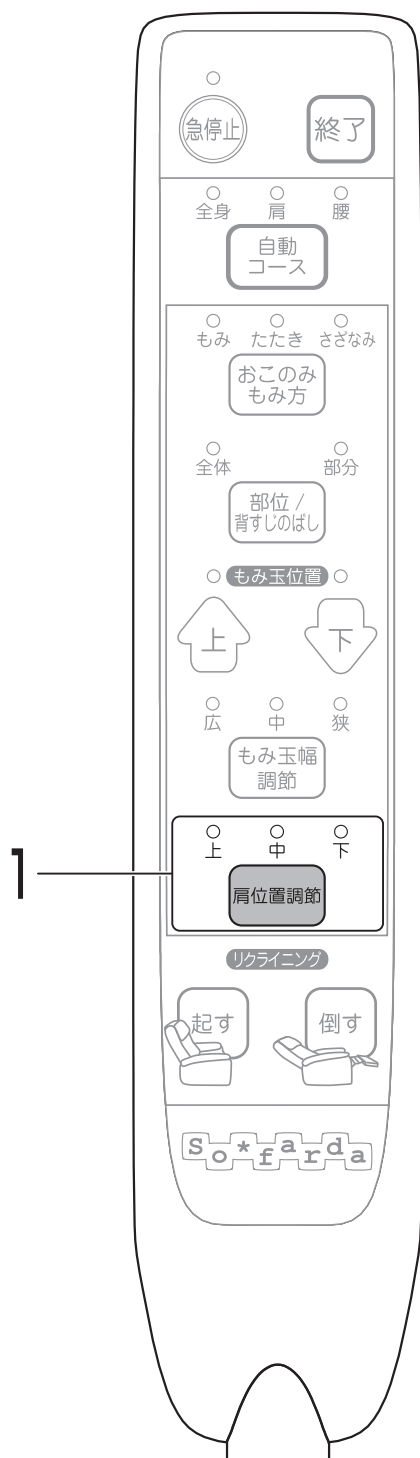 急停止
終了
全身 肩 腰
自動
コース
もみ たたき さざなみ
おこのみ
もみ方
全体 部分
部位 /
背すじのばし
もみ玉位置
上 下
広 中 狭
もみ玉幅
調節
1
上 中 下
肩位置調節
リクライニング
起す 倒す
So*farda